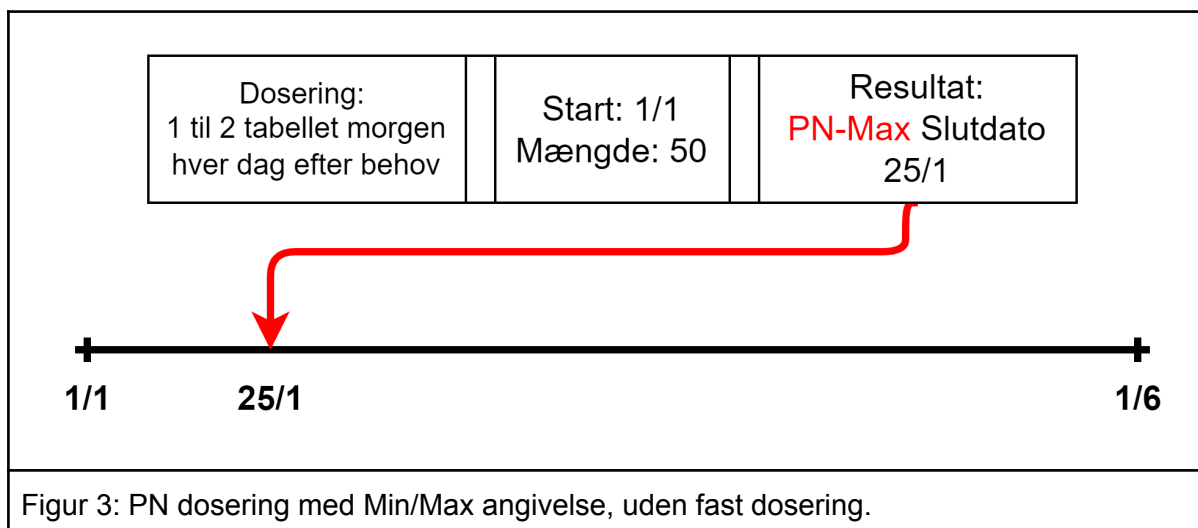 Dosering:
1 til 2 tabellet morgen
hver dag efter behov
Start: 1/1
Mængde: 50
Resultat:
PN-Max Slutdato
25/1
1/1
25/1
1/6
Figur 3: PN dosering med Min/Max angivelse, uden fast dosering.